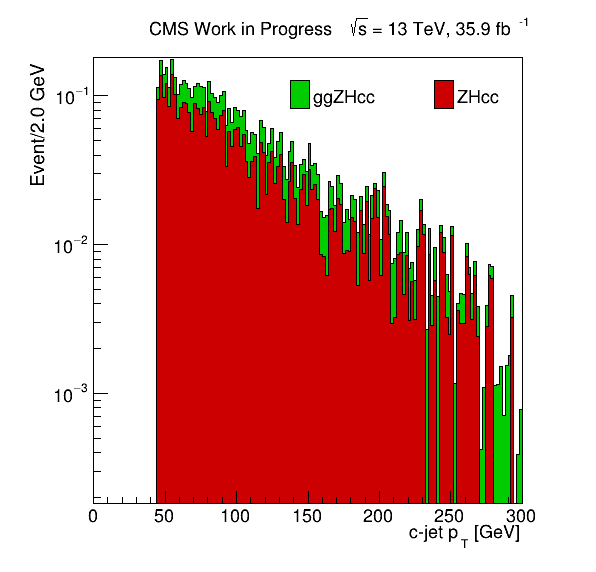 CMS Work in Progress √s = 13 TeV, 35.9 fb⁻¹
Event/2.0 GeV
ggZHcc ZHcc
10⁻¹
10⁻²
10⁻³
0 50 100 150 200 250 300
c-jet p_T [GeV]